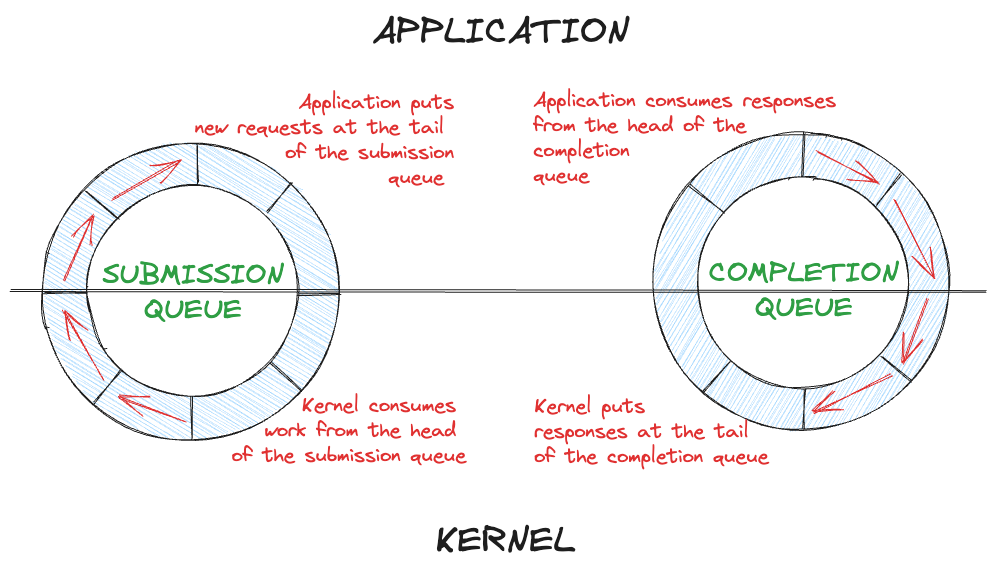 APPLICATION
Application puts
new requests at the tail
of the submission
queue
Application consumes responses
from the head of the
completion
queue
SUBMISSION
QUEUE
COMPLETION
QUEUE
Kernel consumes
work from the head
of the submission queue
Kernel puts
responses at the tail
of the completion queue
KERNEL